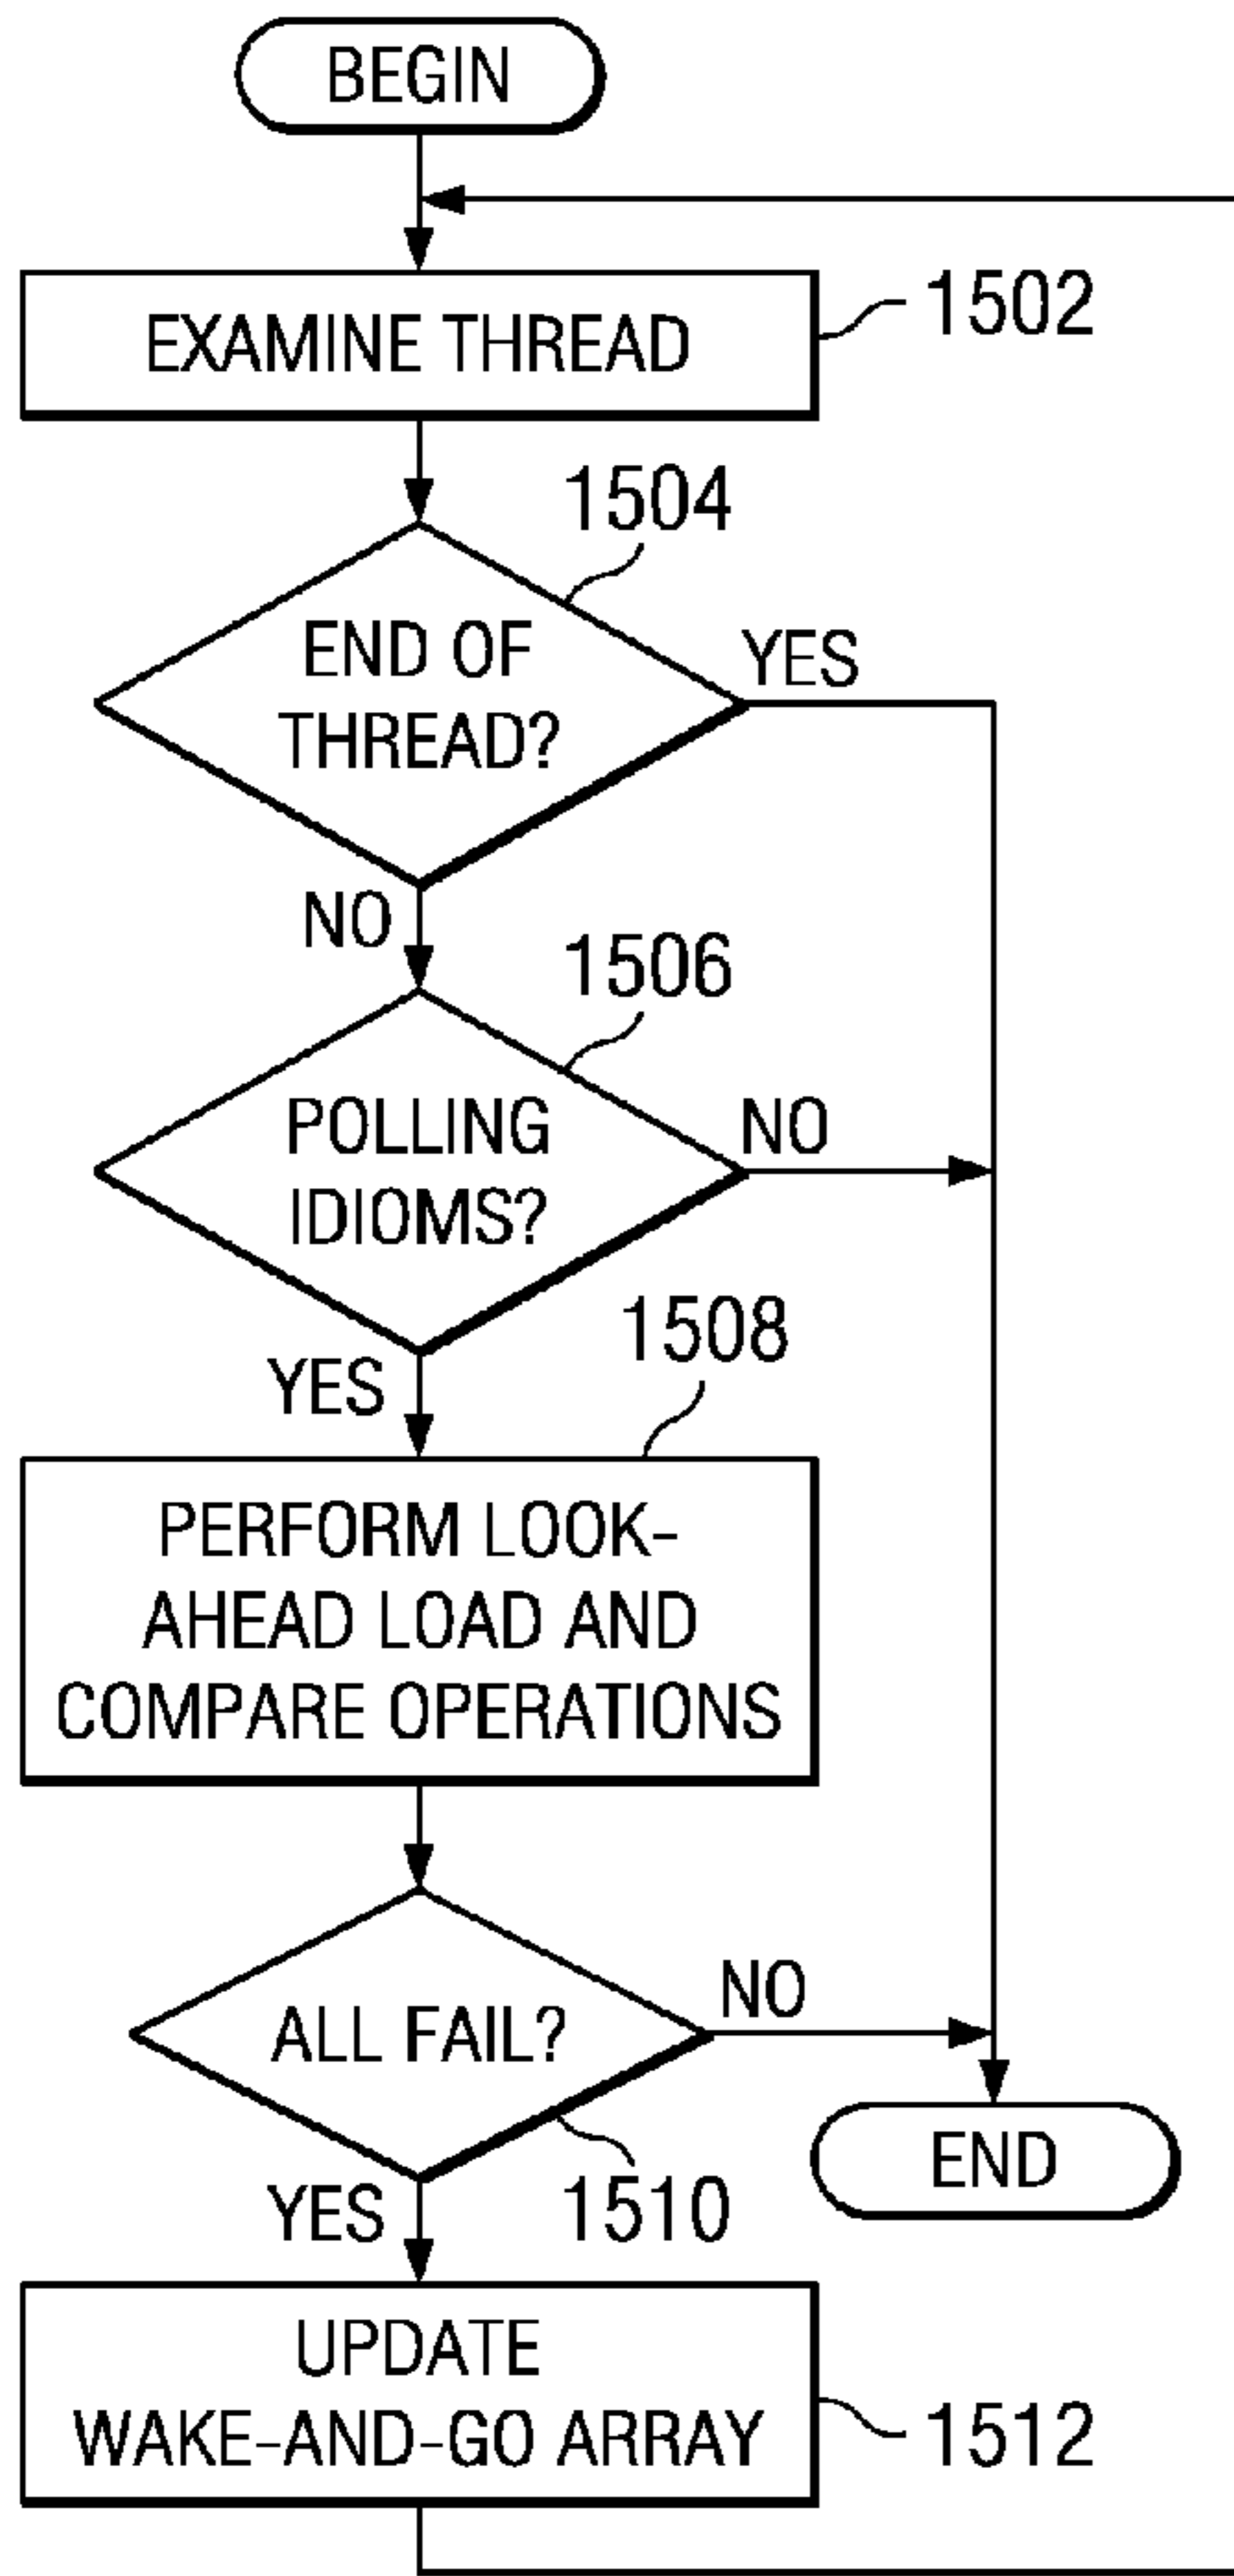 BEGIN
EXAMINE THREAD
1502
1504
END OF
THREAD?
YES
NO
1506
POLLING
IDIOMS?
NO
YES
1508
PERFORM LOOK-
AHEAD LOAD AND
COMPARE OPERATIONS
ALL FAIL?
NO
YES
1510
END
UPDATE
WAKE-AND-GO ARRAY
1512